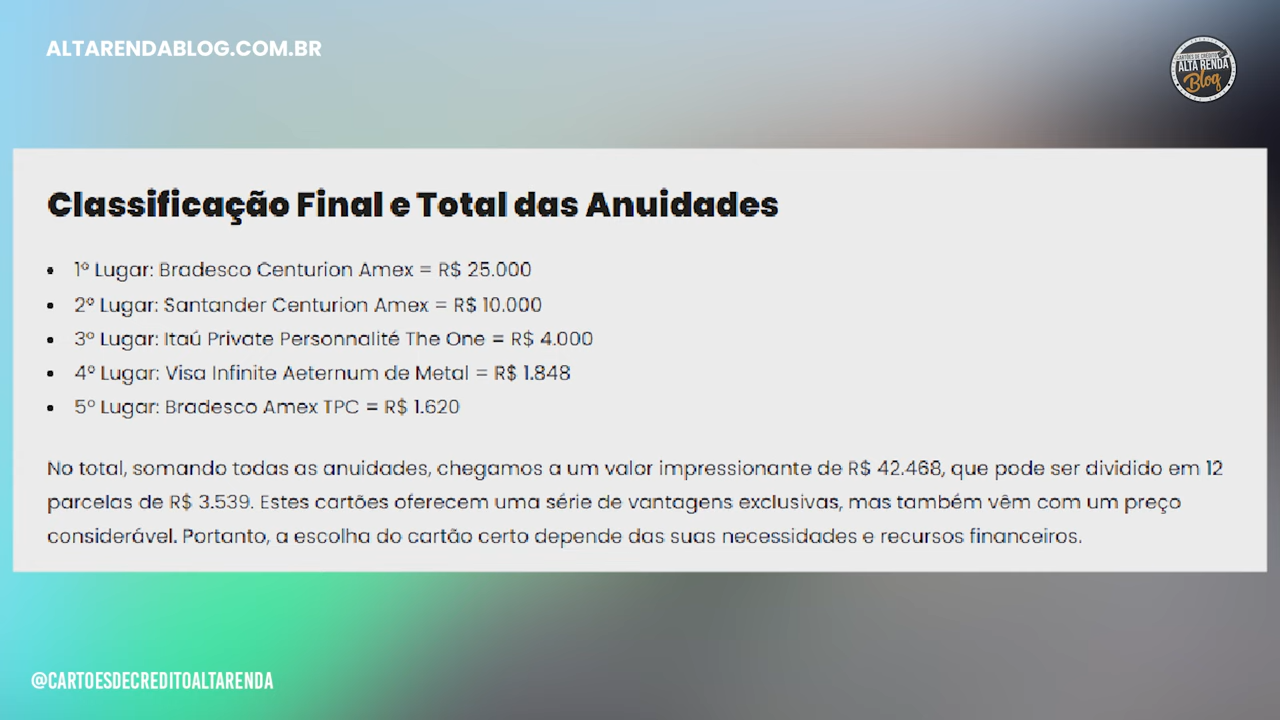 ALTARENDABLOG.COM.BR
CARTÕES DE CRÉDITO
ALTA RENDA
Blog
Classificação Final e Total das Anuidades
• 1º Lugar: Bradesco Centurion Amex = R$ 25.000
• 2º Lugar: Santander Centurion Amex = R$ 10.000
• 3º Lugar: Itaú Private Personnalité The One = R$ 4.000
• 4º Lugar: Visa Infinite Aeternum de Metal = R$ 1.848
• 5º Lugar: Bradesco Amex TPC = R$ 1.620
No total, somando todas as anuidades, chegamos a um valor impressionante de R$ 42.468, que pode ser dividido em 12
parcelas de R$ 3.539. Estes cartões oferecem uma série de vantagens exclusivas, mas também vêm com um preço
considerável. Portanto, a escolha do cartão certo depende das suas necessidades e recursos financeiros.
@CARTOESDECREDITOALTARENDA